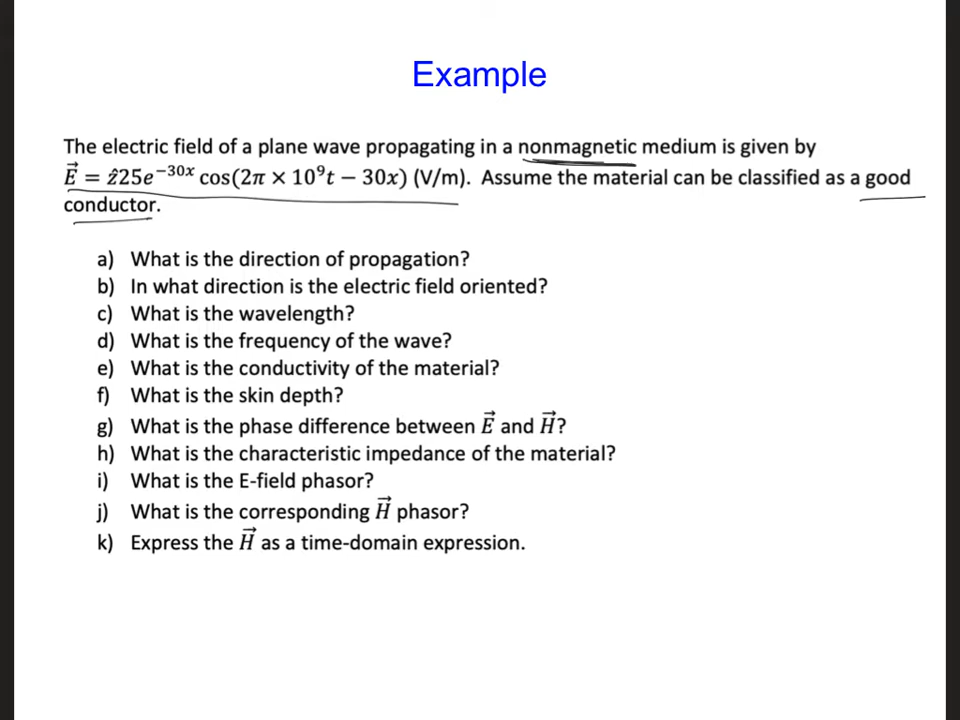 Example
The electric field of a plane wave propagating in a nonmagnetic medium is given by
E⃗ = ẑ25e⁻³⁰ˣ cos(2π × 10⁹t − 30x) (V/m). Assume the material can be classified as a good
conductor.
a) What is the direction of propagation?
b) In what direction is the electric field oriented?
c) What is the wavelength?
d) What is the frequency of the wave?
e) What is the conductivity of the material?
f) What is the skin depth?
g) What is the phase difference between E⃗ and H⃗?
h) What is the characteristic impedance of the material?
i) What is the E-field phasor?
j) What is the corresponding H⃗ phasor?
k) Express the H⃗ as a time-domain expression.